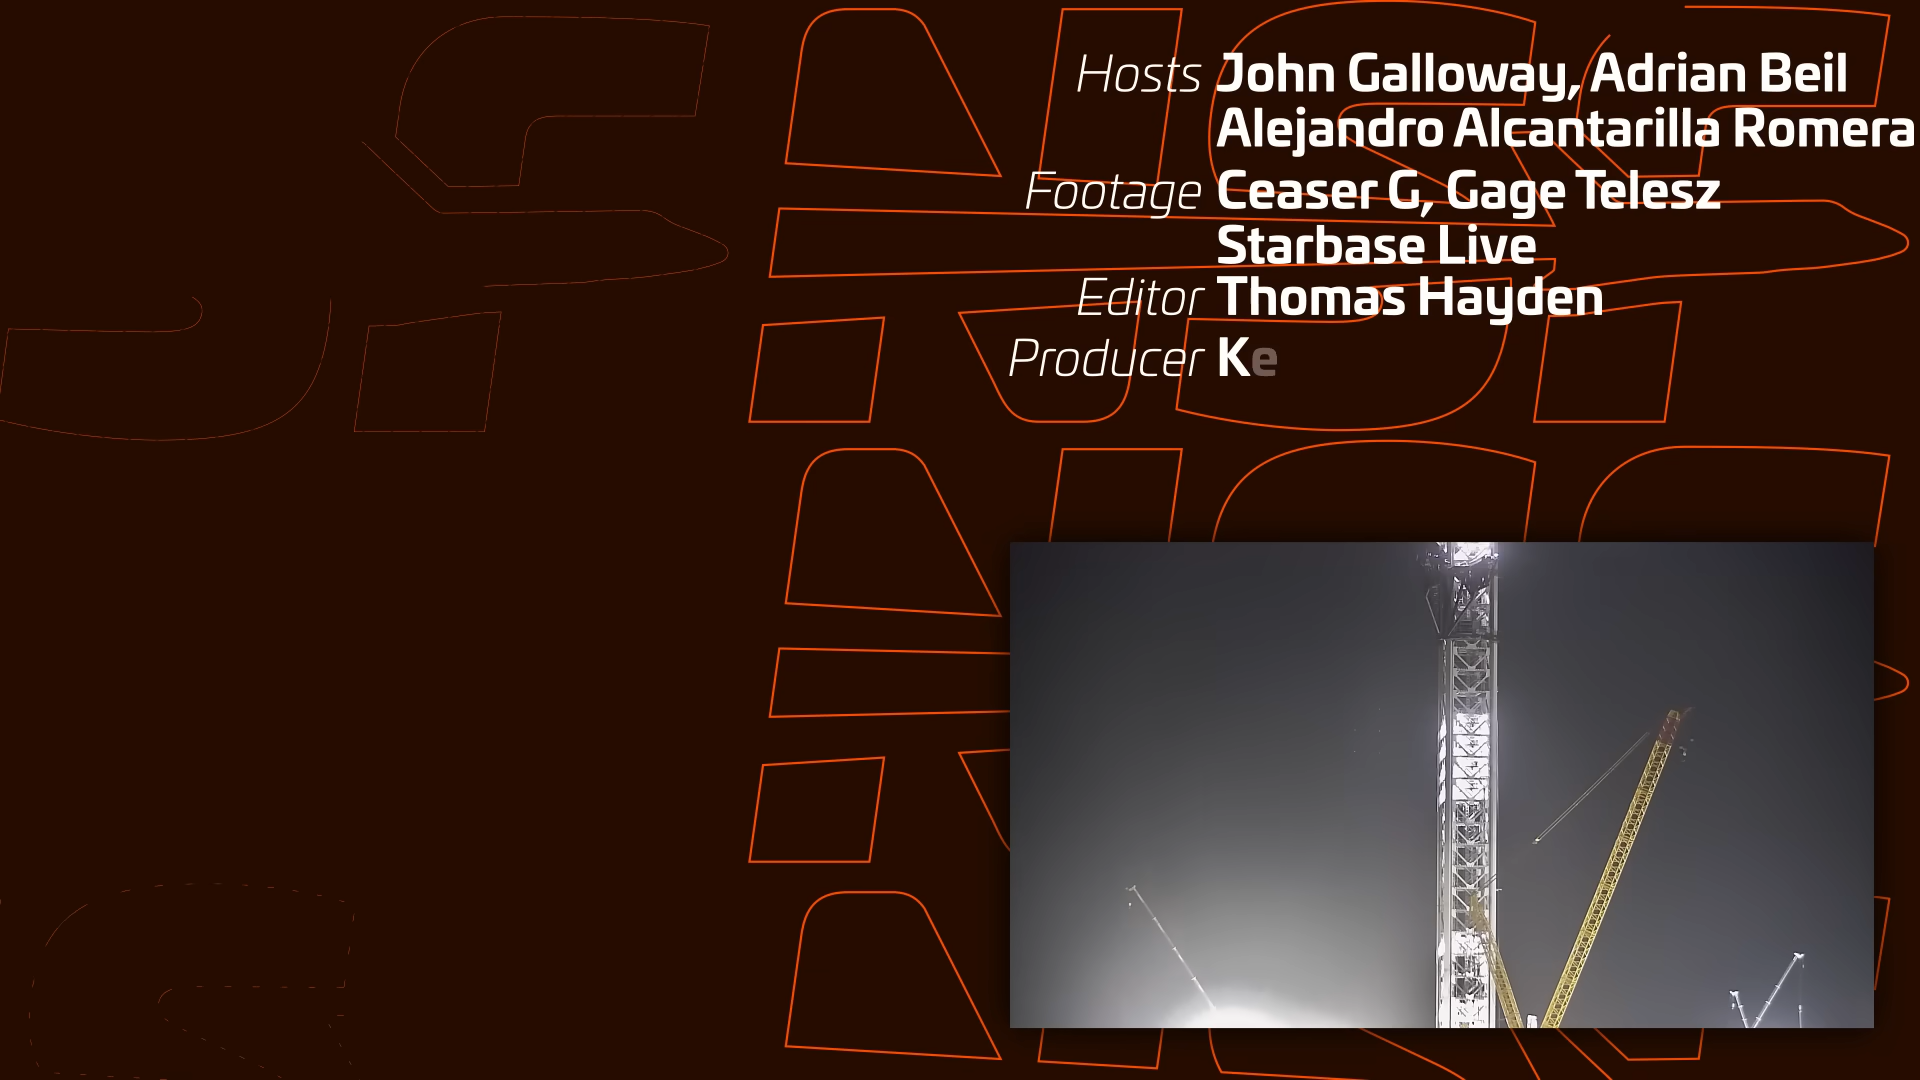 Hosts John Galloway, Adrian Beil
Alejandro Alcantarilla Romera
Footage Ceaser G, Gage Telesz
Starbase Live
Editor Thomas Hayden
Producer Ke